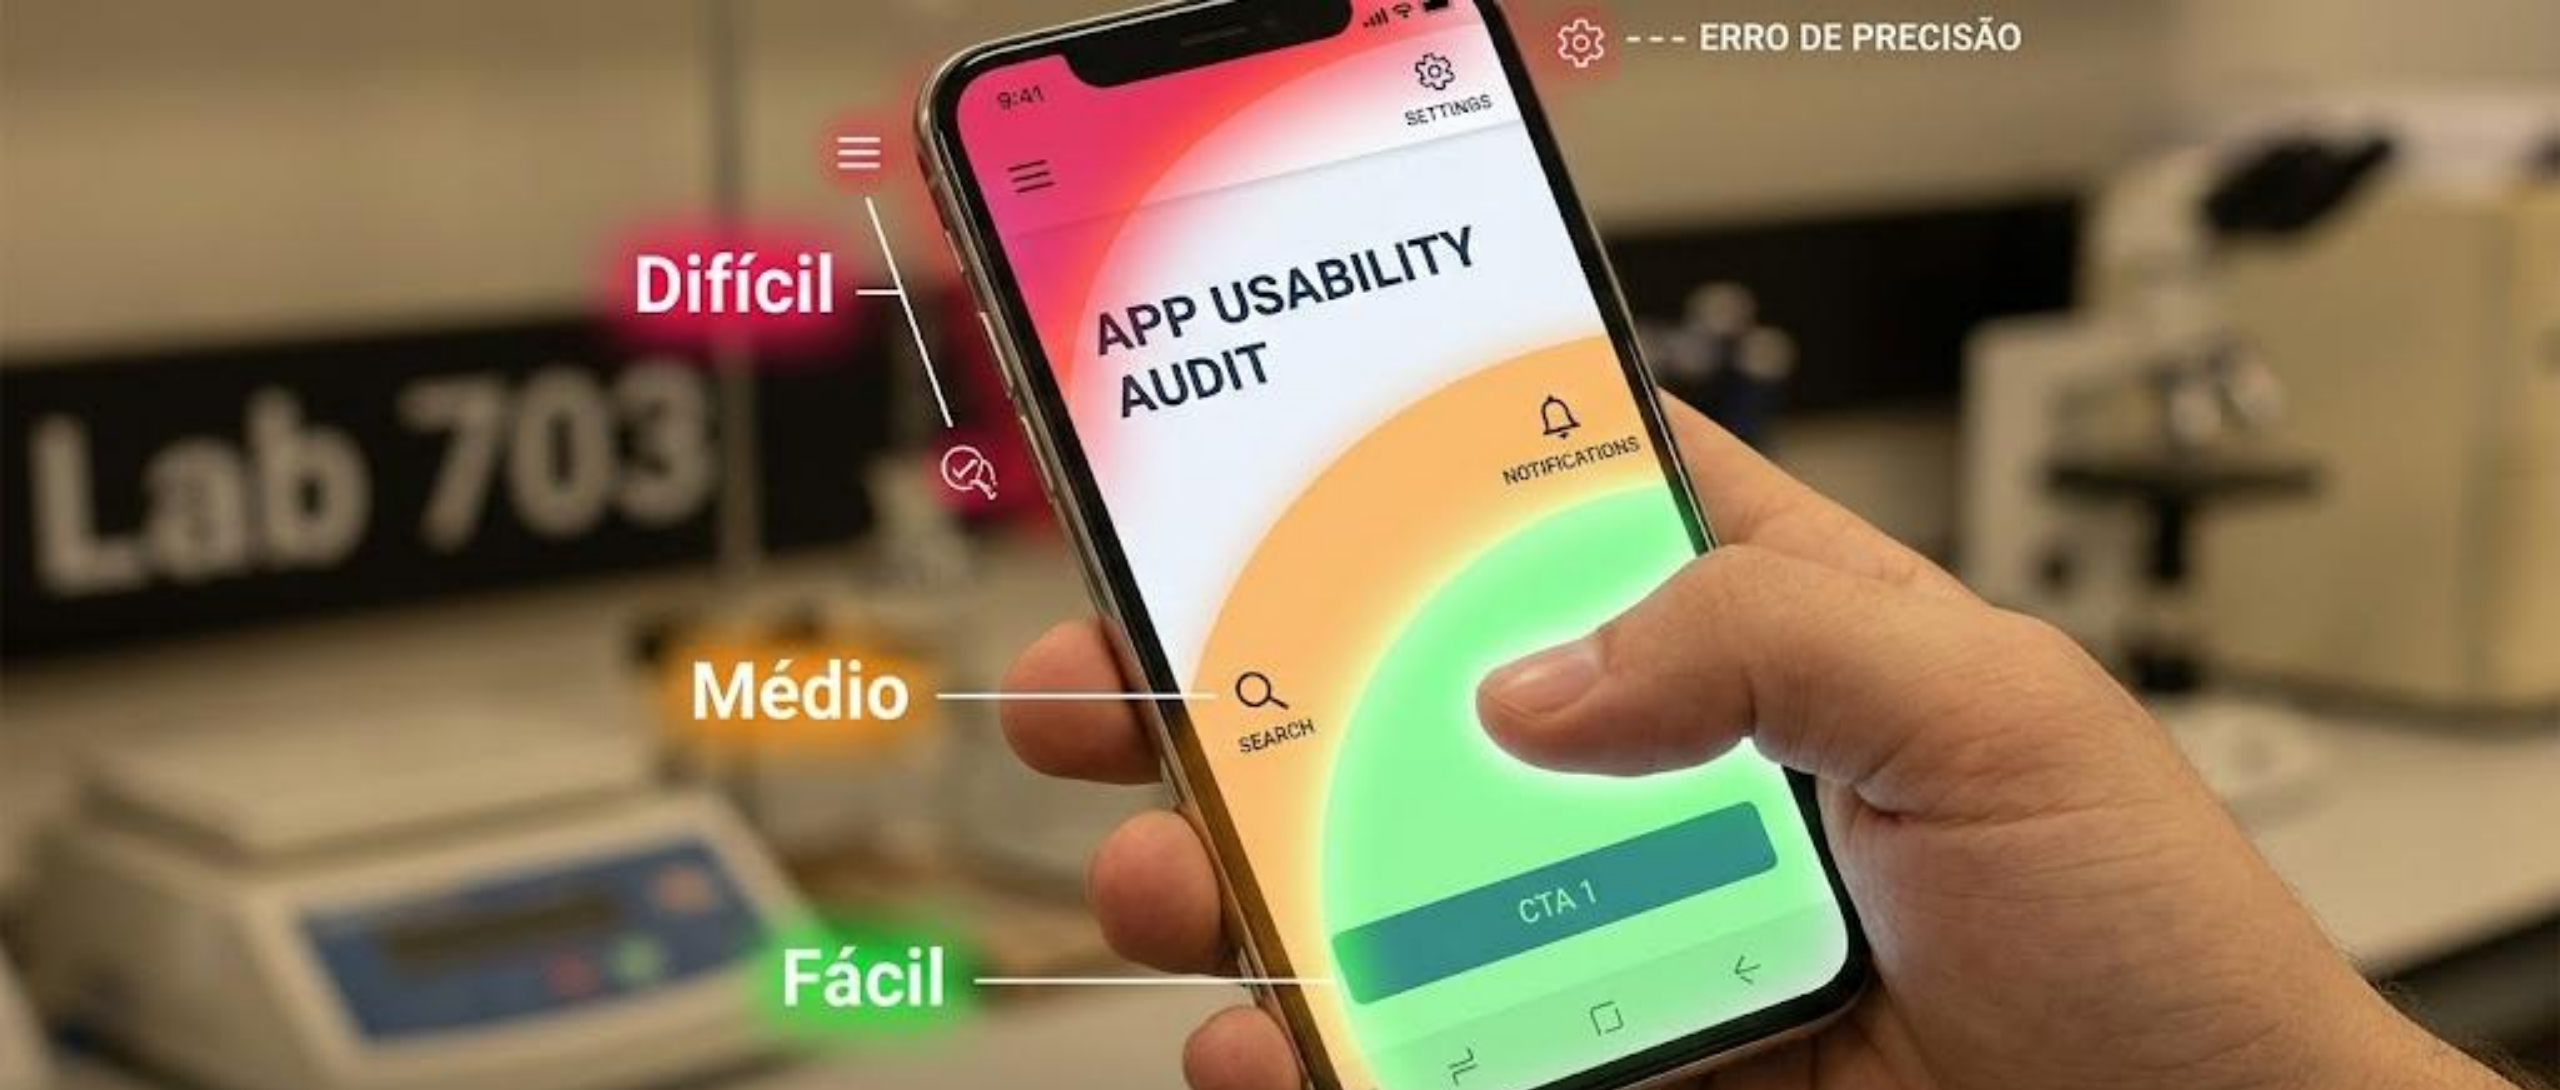 ERRO DE PRECISÃO
9:41
SETTINGS
Difícil
APP USABILITY
AUDIT
Lab 703
NOTIFICATIONS
Médio
SEARCH
CTA 1
Fácil